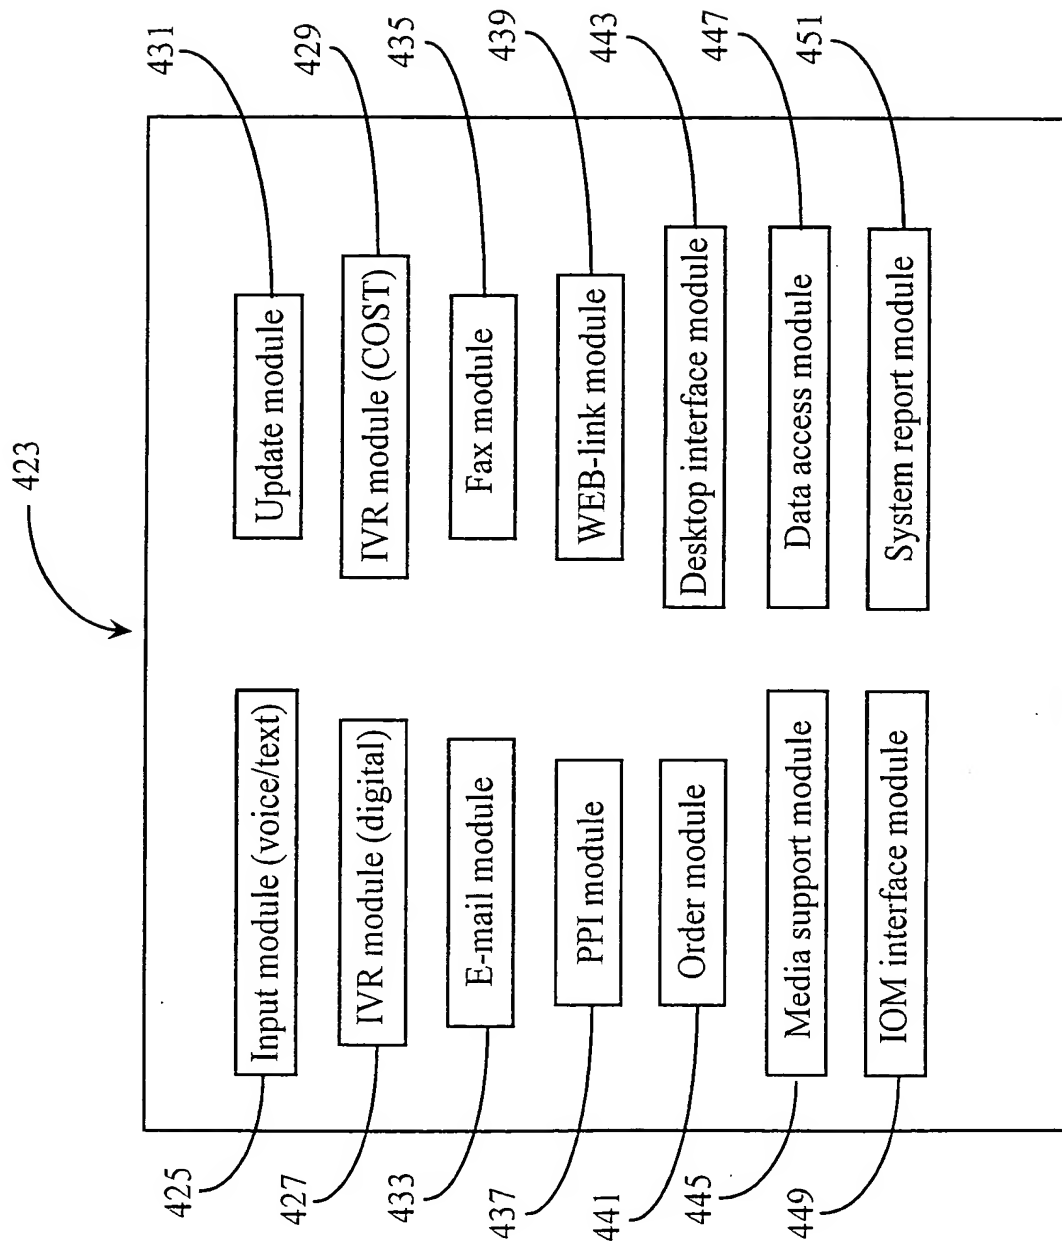 423
425
Input module (voice/text)
Update module
431
427
IVR module (digital)
IVR module (COST)
429
433
E-mail module
Fax module
435
437
PPI module
WEB-link module
439
441
Order module
Desktop interface module
443
445
Media support module
Data access module
447
449
IOM interface module
System report module
451